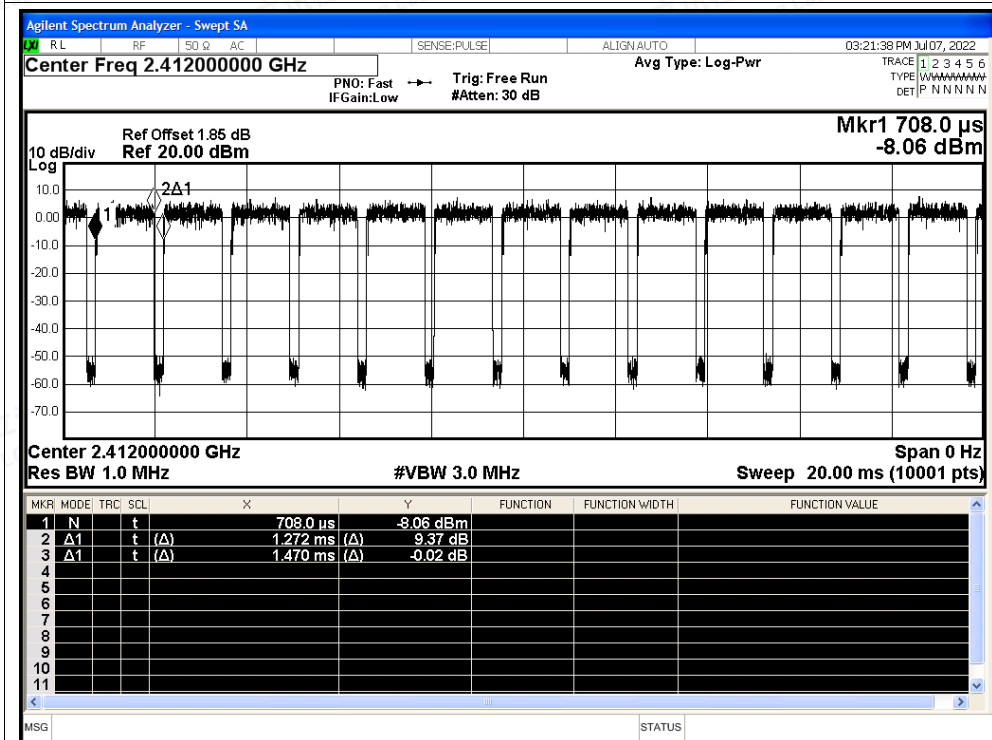 Agilent Spectrum Analyzer - Swept SA
LXI RL RF 50 Ω AC SENSE:PULSE ALIGN AUTO 03:21:38 PM Jul 07, 2022
Center Freq 2.412000000 GHz
PNO: Fast
IFGain:Low
Trig: Free Run
#Atten: 30 dB
Avg Type: Log-Pwr
TRACE 1 2 3 4 5 6
TYPE W
DET P N N N N N
Mkr1 708.0 µs
-8.06 dBm
Ref Offset 1.85 dB
10 dB/div Ref 20.00 dBm
Log
10.0
0.00
-10.0
-20.0
-30.0
-40.0
-50.0
-60.0
-70.0
1
2Δ1
Center 2.412000000 GHz Span 0 Hz
Res BW 1.0 MHz #VBW 3.0 MHz Sweep 20.00 ms (10001 pts)
MKR MODE TRC SCL X Y FUNCTION FUNCTION WIDTH FUNCTION VALUE
1 N t 708.0 µs -8.06 dBm
2 Δ1 t (Δ) 1.272 ms (Δ) 9.37 dB
3 Δ1 t (Δ) 1.470 ms (Δ) -0.02 dB
4
5
6
7
8
9
10
11
MSG STATUS